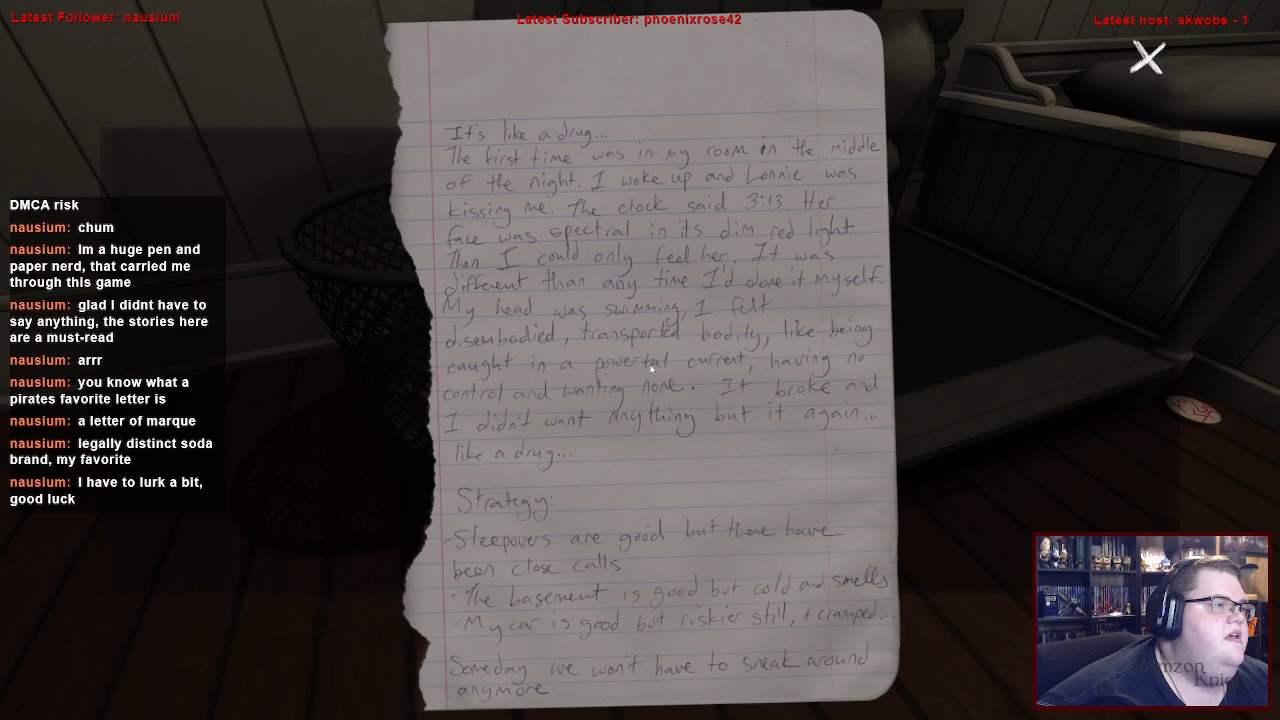 Latest Follower: nausium
Latest Subscriber: phoenixrose42
Latest host: skwobs - 1
It's like a drug...
The first time was in my room in the middle
of the night. I woke up and Lonnie was
kissing me. The clock said 3:13. Her
face was spectral in its dim red light.
Then I could only feel her. It was
different than any time I'd done it myself.
My head was swimming, I felt
disembodied, transported bodily, like being
caught in a powerful current, having no
control and wanting none. It broke and
I didn't want anything but it again...
like a drug...
Strategy:
-Sleepovers are good but there have
been close calls
-The basement is good but cold and smells
-My car is good but riskier still, + cramped...
Someday we won't have to sneak around
anymore
DMCA risk
nausium: chum
nausium: Im a huge pen and
paper nerd, that carried me
through this game
nausium: glad I didnt have to
say anything, the stories here
are a must-read
nausium: arrr
nausium: you know what a
pirates favorite letter is
nausium: a letter of marque
nausium: legally distinct soda
brand, my favorite
nausium: I have to lurk a bit,
good luck